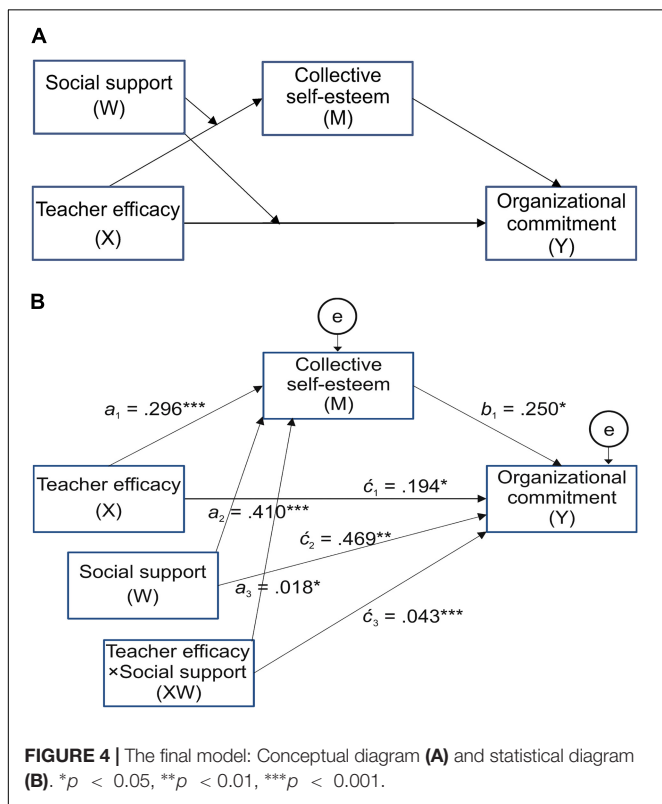 A
Social support
(W)
Collective
self-esteem
(M)
Teacher efficacy
(X)
Organizational
commitment
(Y)
B
e
Collective
self-esteem
(M)
a₁ = .296***
b₁ = .250*
e
Teacher efficacy
(X)
ć₁ = .194*
Organizational
commitment
(Y)
a₂ = .410***
ć₂ = .469**
Social support
(W)
a₃ = .018*
ć₃ = .043***
Teacher efficacy
×Social support
(XW)
FIGURE 4 | The final model: Conceptual diagram (A) and statistical diagram
(B). *p < 0.05, **p < 0.01, ***p < 0.001.